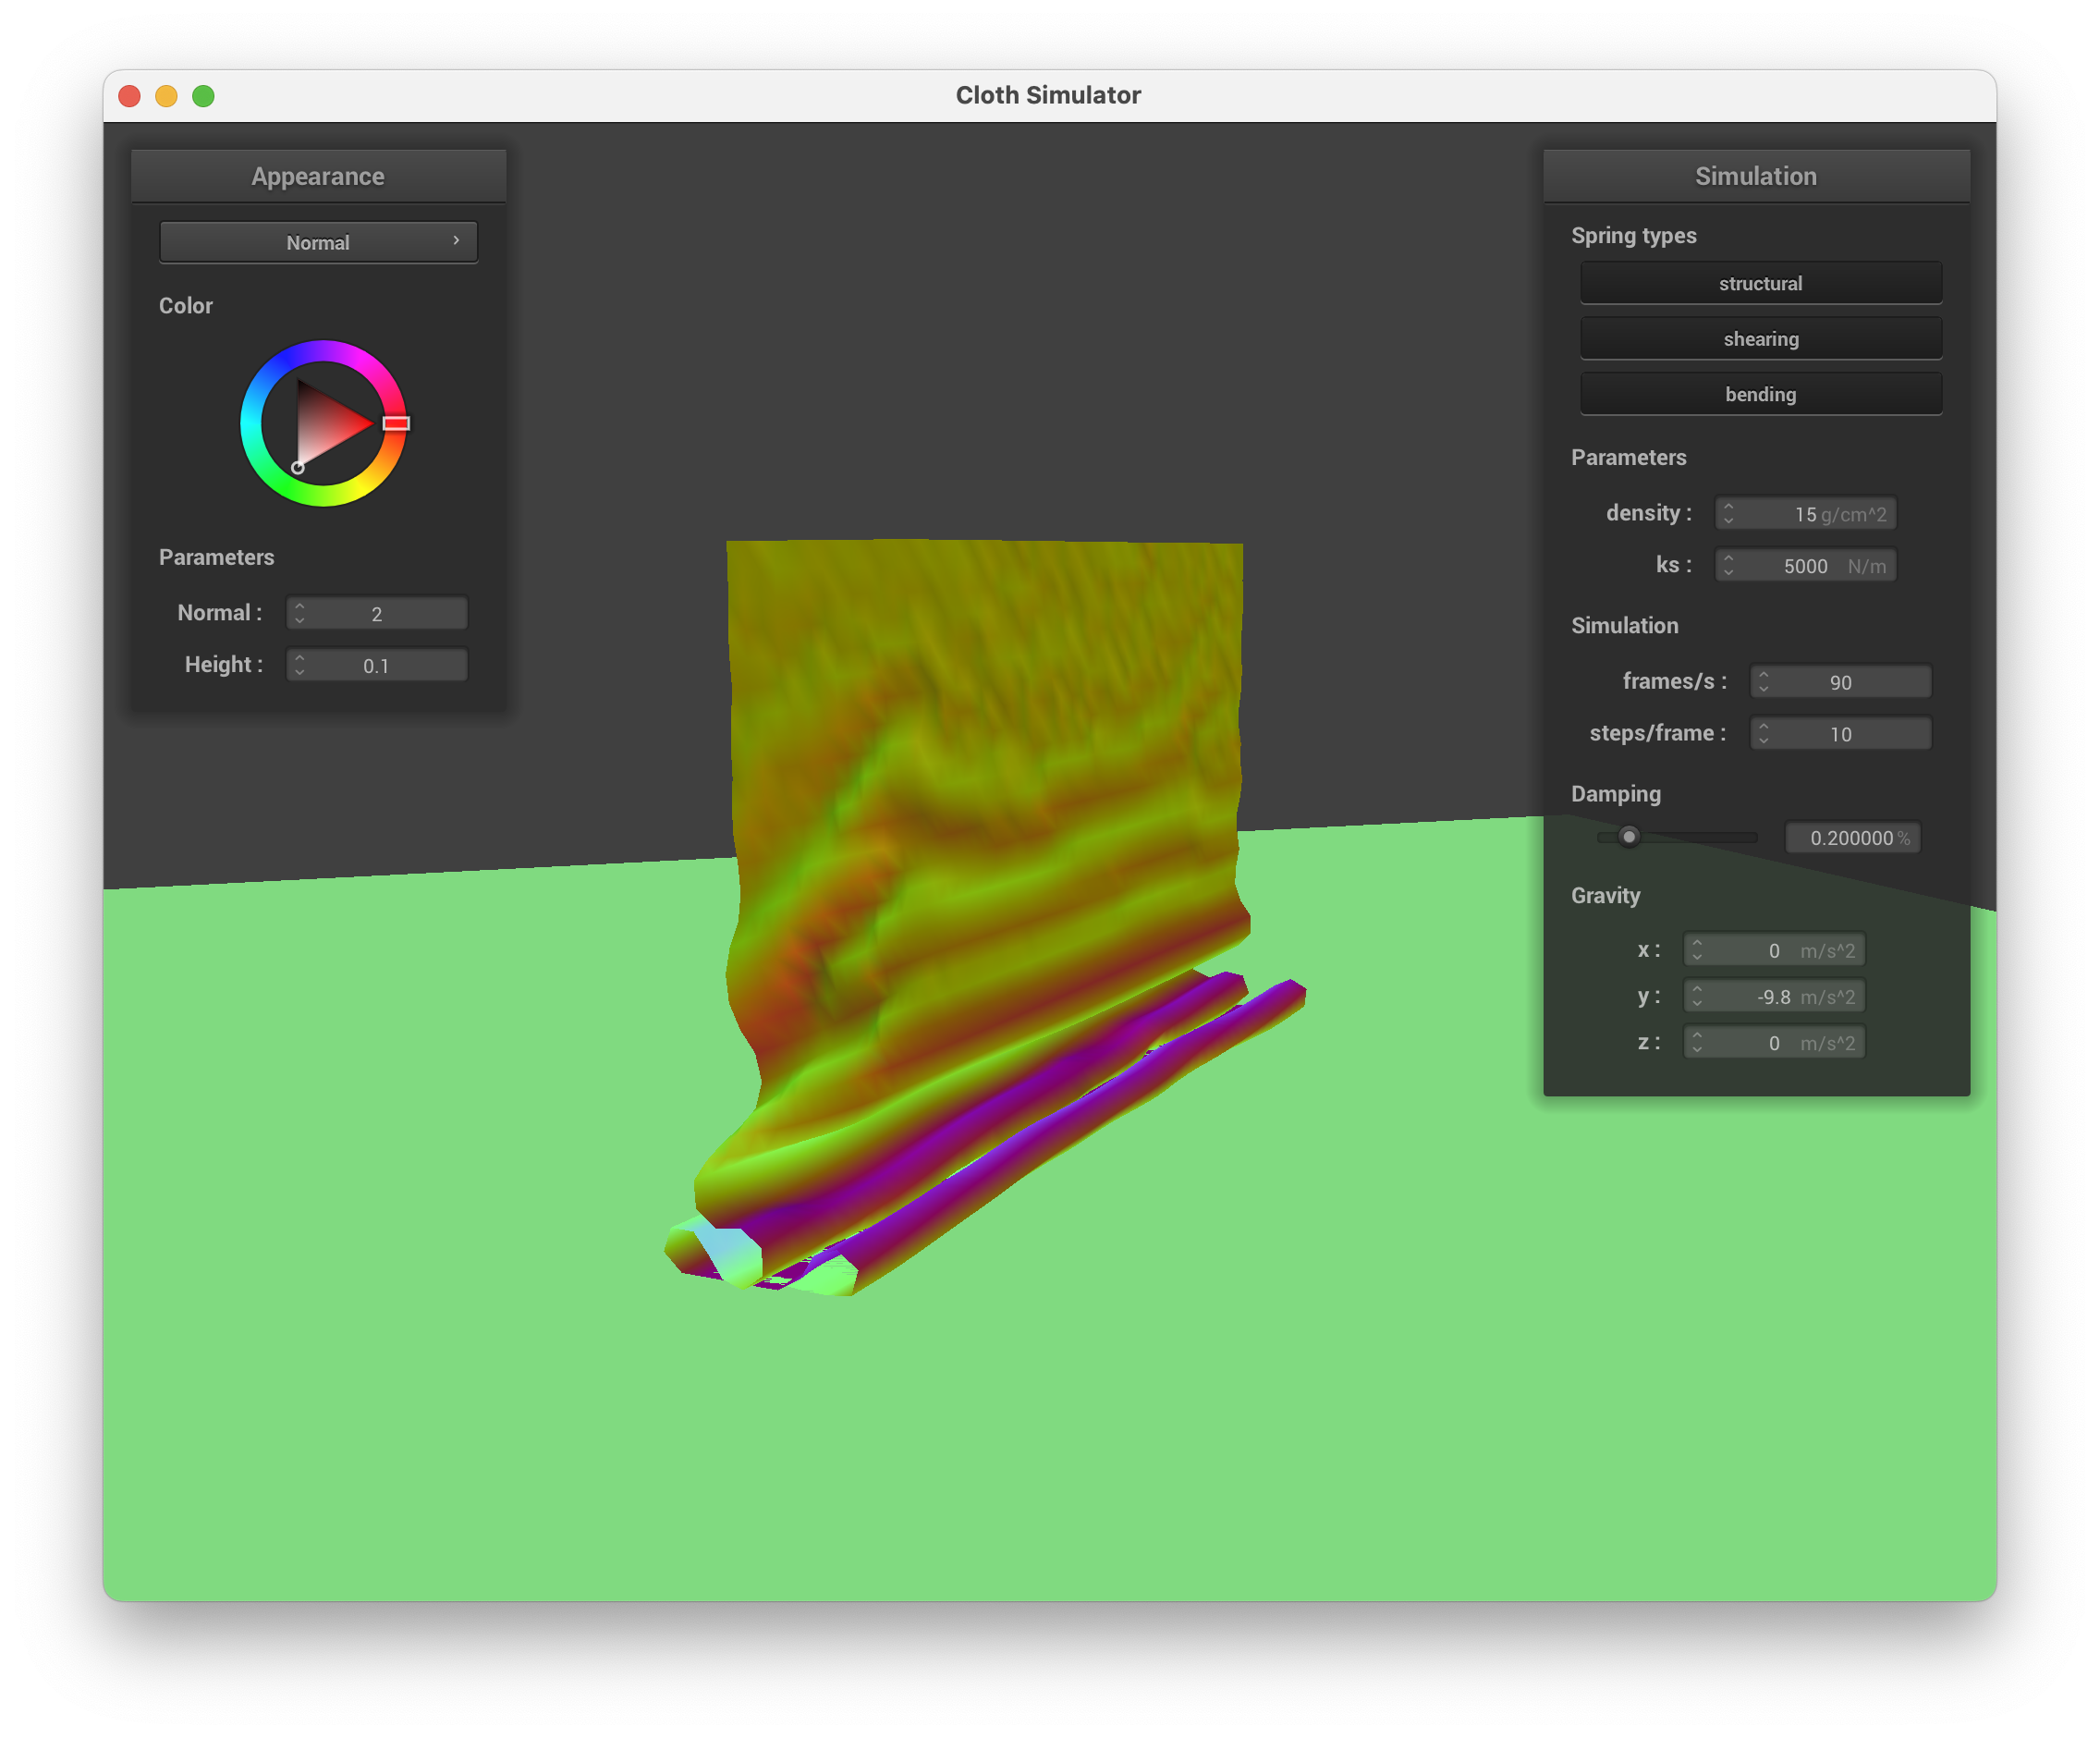 Cloth Simulator
Appearance
Normal
Color
Parameters
Normal : 2
Height : 0.1
Simulation
Spring types
structural
shearing
bending
Parameters
density : 15 g/cm^2
ks : 5000 N/m
Simulation
frames/s : 90
steps/frame : 10
Damping
0.200000 %
Gravity
x : 0 m/s^2
y : -9.8 m/s^2
z : 0 m/s^2